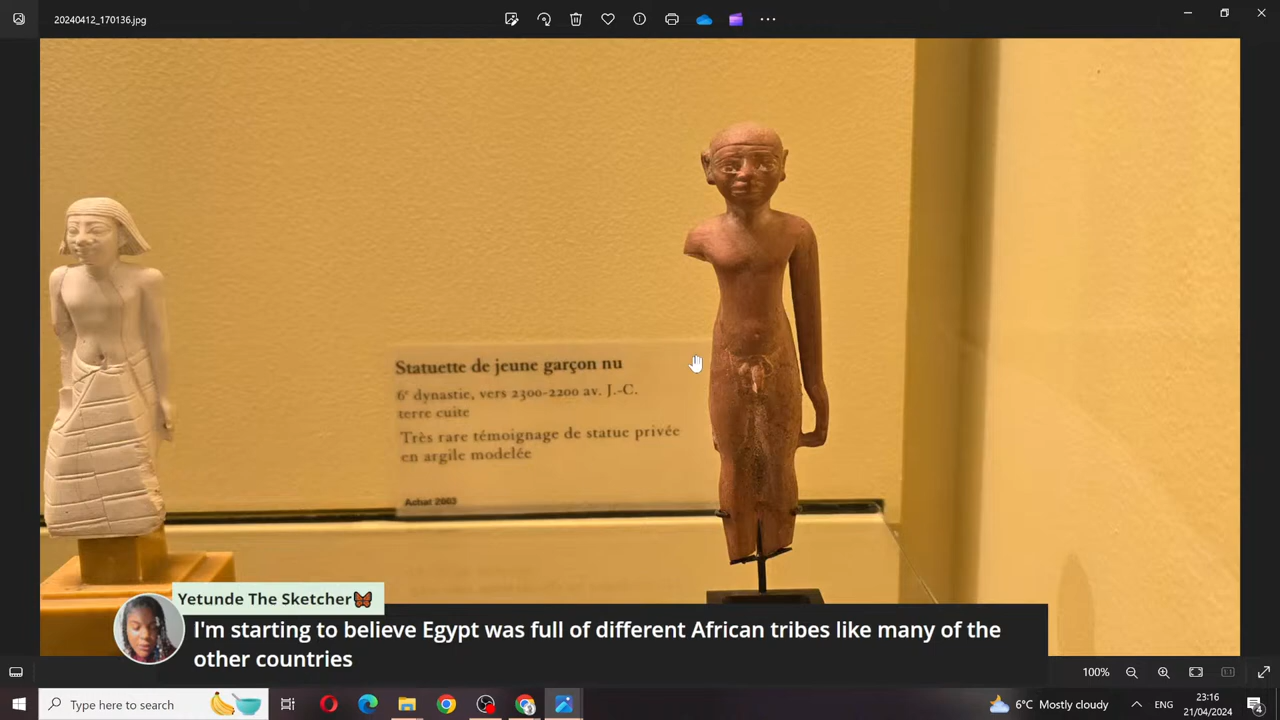 20240412_170136.jpg
Statuette de jeune garçon nu
6e dynastie, vers 2300-2200 av. J.-C.
terre cuite
Très rare témoignage de statue privée
en argile modelée
Achat 2003
Yetunde The Sketcher🦋
I'm starting to believe Egypt was full of different African tribes like many of the
other countries
100%
Type here to search
6°C Mostly cloudy
ENG
23:16
21/04/2024
4